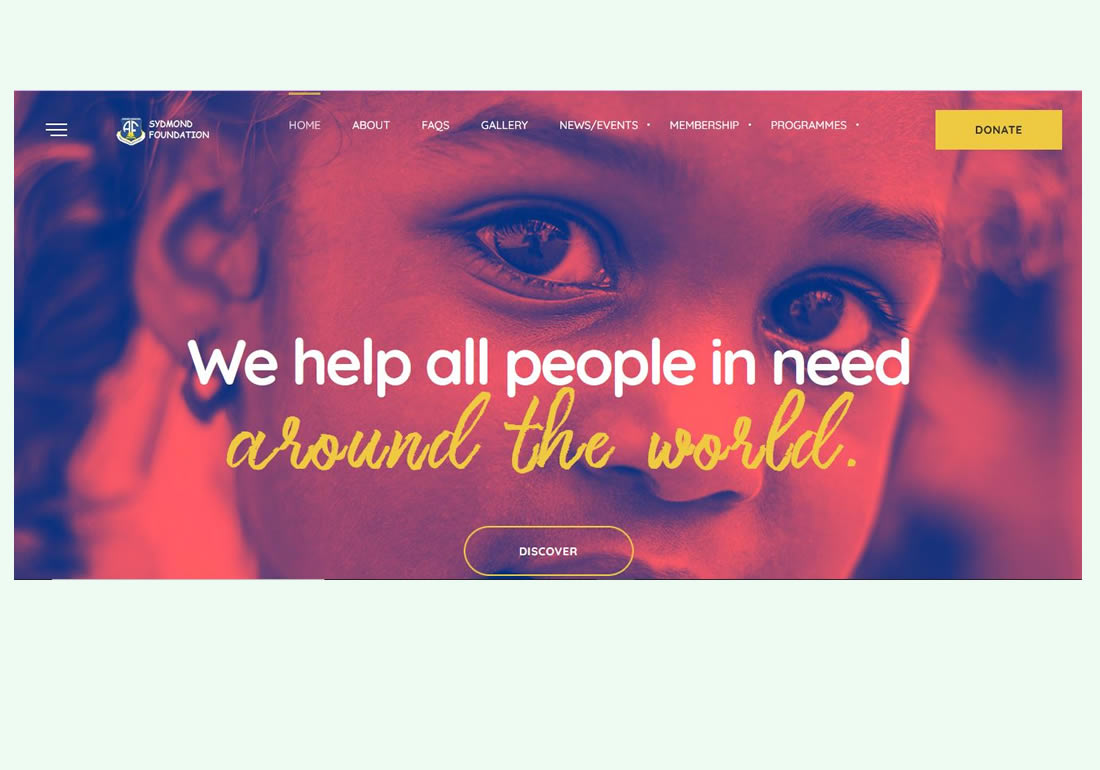 SYDMOND
FOUNDATION
HOME ABOUT FAQS GALLERY NEWS/EVENTS MEMBERSHIP PROGRAMMES DONATE
We help all people in need
around the world.
DISCOVER